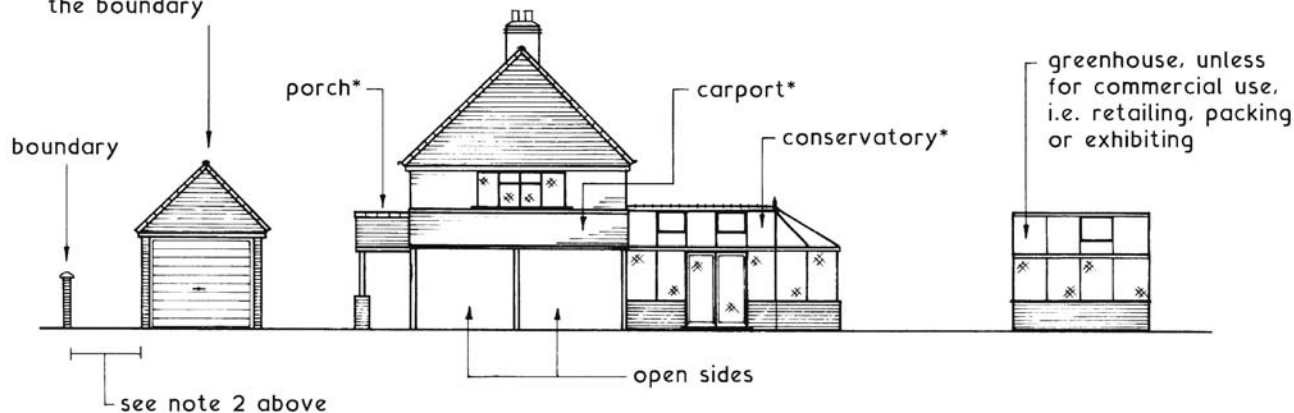 the boundary
porch*
carport*
greenhouse, unless
for commercial use,
i.e. retailing, packing
or exhibiting
conservatory*
boundary
open sides
see note 2 above